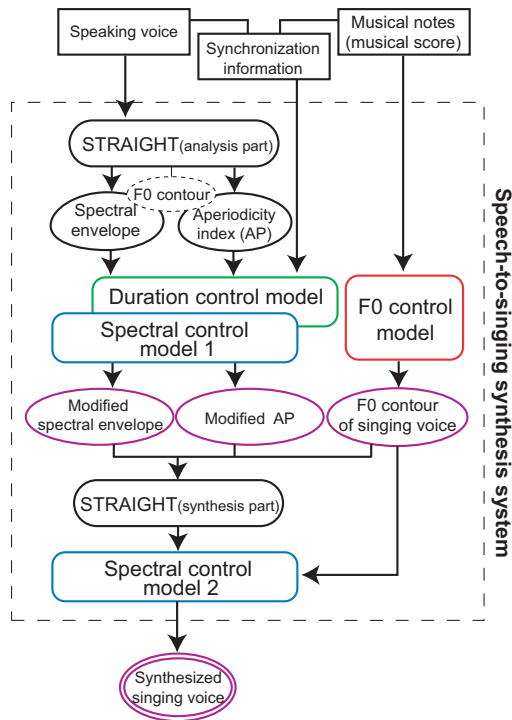 Speaking voice
Musical notes
(musical score)
Synchronization
information
STRAIGHT(analysis part)
F0 contour
Spectral
envelope
Aperiodicity
index (AP)
Duration control model
Spectral control
model 1
F0 control
model
Modified
spectral envelope
Modified AP
F0 contour
of singing voice
STRAIGHT(synthesis part)
Spectral control
model 2
Synthesized
singing voice
Speech-to-singing synthesis system